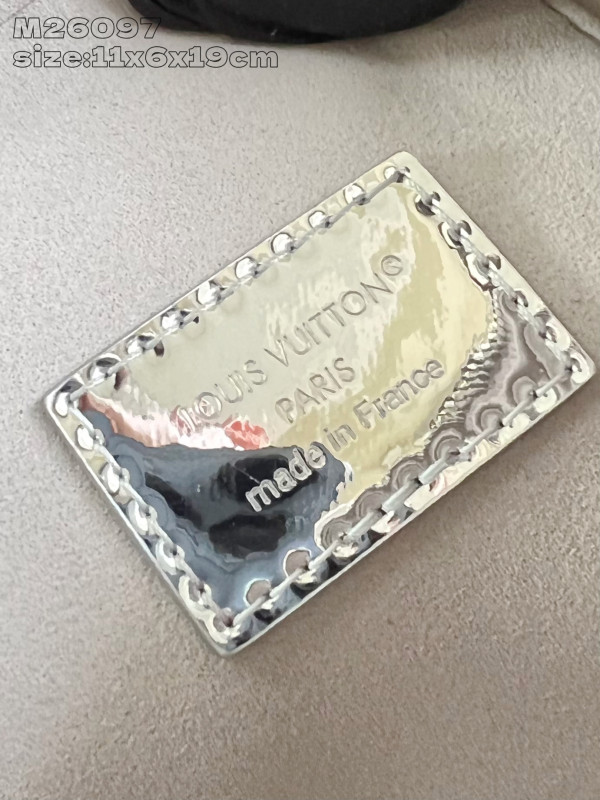 M26097
size:11x6x19cm
LOUIS VUITTON®
PARIS
made in France